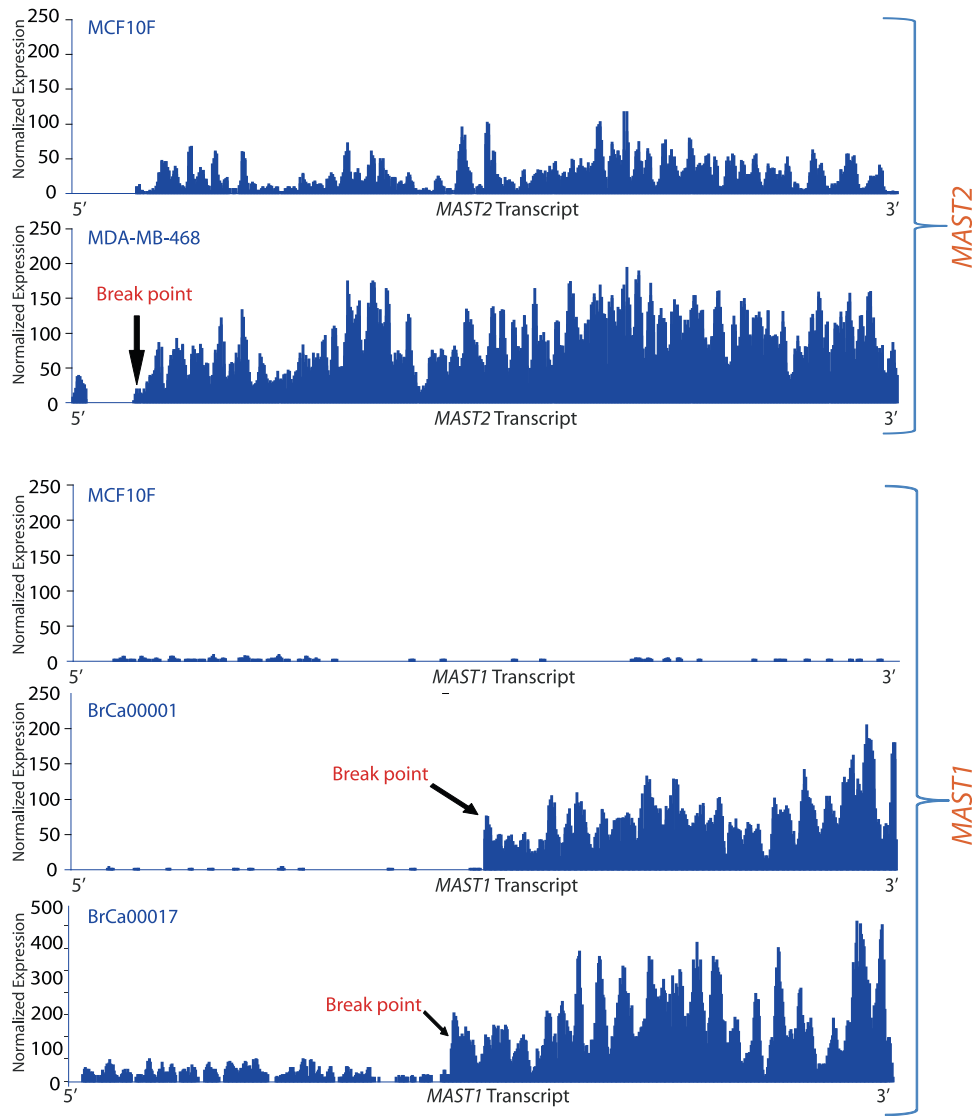 MCF10F
Normalized Expression
250
200
150
100
50
0
5′
MAST2 Transcript
3′
MDA-MB-468
Break point
Normalized Expression
250
200
150
100
50
0
5′
MAST2 Transcript
3′
MAST2
MCF10F
Normalized Expression
250
200
150
100
50
0
5′
MAST1 Transcript
3′
BrCa00001
Break point
Normalized Expression
250
200
150
100
50
0
5′
MAST1 Transcript
3′
BrCa00017
Break point
Normalized Expression
500
400
300
200
100
0
5′
MAST1 Transcript
3′
MAST1